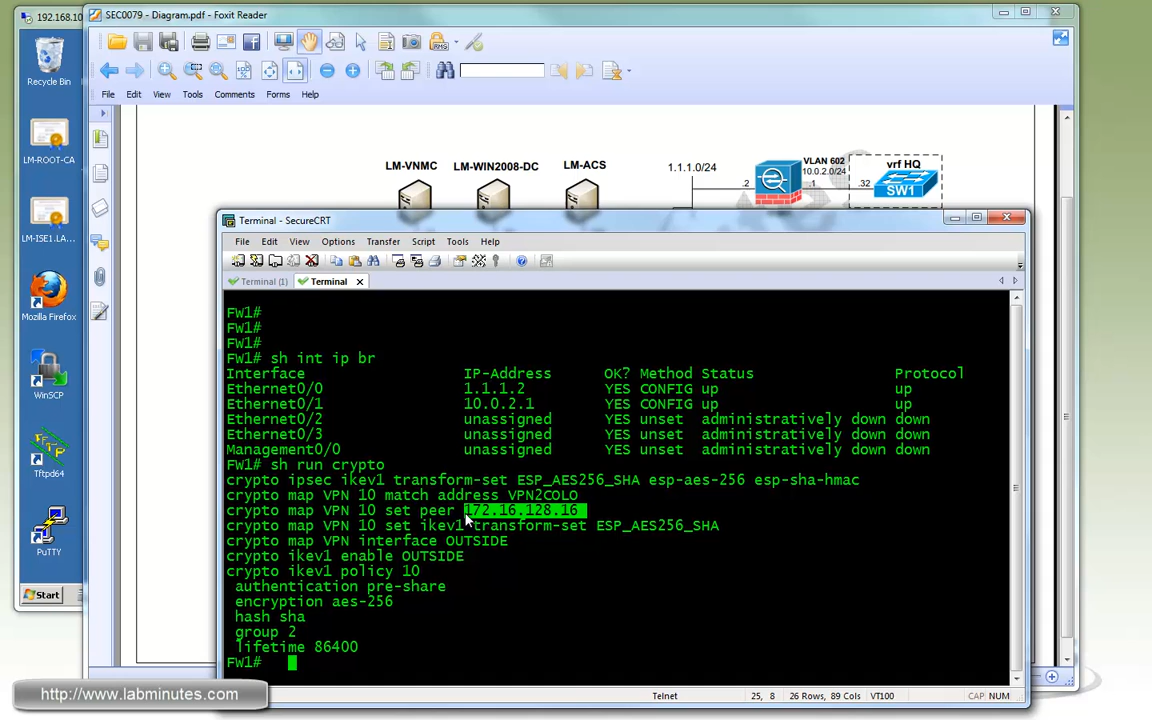 192.168.10
SEC0079 - Diagram.pdf - Foxit Reader
File Edit View Tools Comments Forms Help
Recycle Bin
LM-ROOT-CA
LM-ISE1.LA...
Mozilla Firefox
WinSCP
Tftpd64
PuTTY
Start
LM-VNMC
LM-WIN2008-DC
LM-ACS
1.1.1.0/24
.2
VLAN 602
10.0.2.0/24
.1
.32
vrf HQ
SW1
Terminal - SecureCRT
File Edit View Options Transfer Script Tools Help
Terminal (1)
Terminal
FW1#
FW1#
FW1#
FW1# sh int ip br
Interface IP-Address OK? Method Status Protocol
Ethernet0/0 1.1.1.2 YES CONFIG up up
Ethernet0/1 10.0.2.1 YES CONFIG up up
Ethernet0/2 unassigned YES unset administratively down down
Ethernet0/3 unassigned YES unset administratively down down
Management0/0 unassigned YES unset administratively down down
FW1# sh run crypto
crypto ipsec ikev1 transform-set ESP_AES256_SHA esp-aes-256 esp-sha-hmac
crypto map VPN 10 match address VPN2COLO
crypto map VPN 10 set peer 172.16.128.16
crypto map VPN 10 set ikev1 transform-set ESP_AES256_SHA
crypto map VPN interface OUTSIDE
crypto ikev1 enable OUTSIDE
crypto ikev1 policy 10
authentication pre-share
encryption aes-256
hash sha
group 2
lifetime 86400
FW1#
Telnet 25, 8 26 Rows, 89 Cols VT100 CAP NUM
http://www.labminutes.com